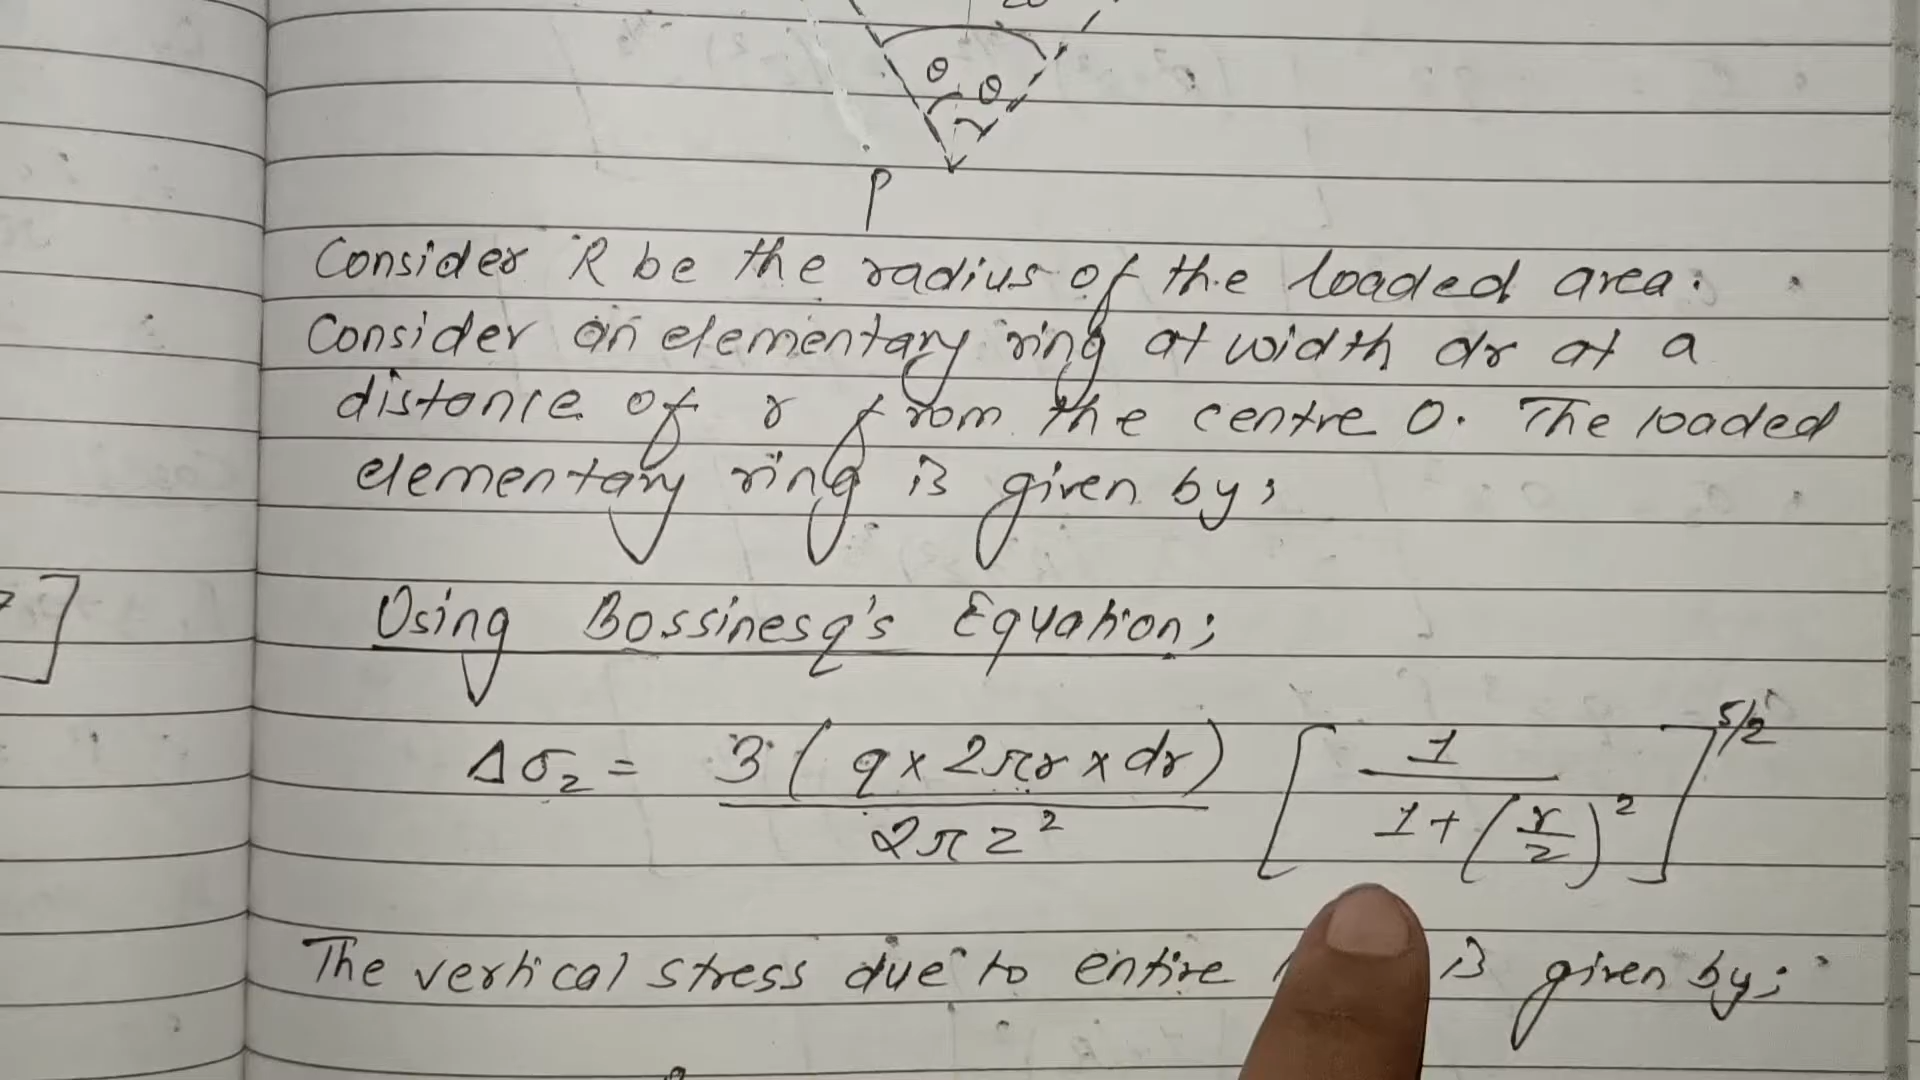 θ θ
P
Consider R be the radius of the loaded area.
Consider an elementary ring at width dr at a
distance of r from the centre O. The loaded
elementary ring is given by;
Using Bossinesq's Equation;
Δσz = 3(q x 2πr x dr) / 2πz² [1 / 1+(r/z)²]^5/2
The vertical stress due to entire is given by;